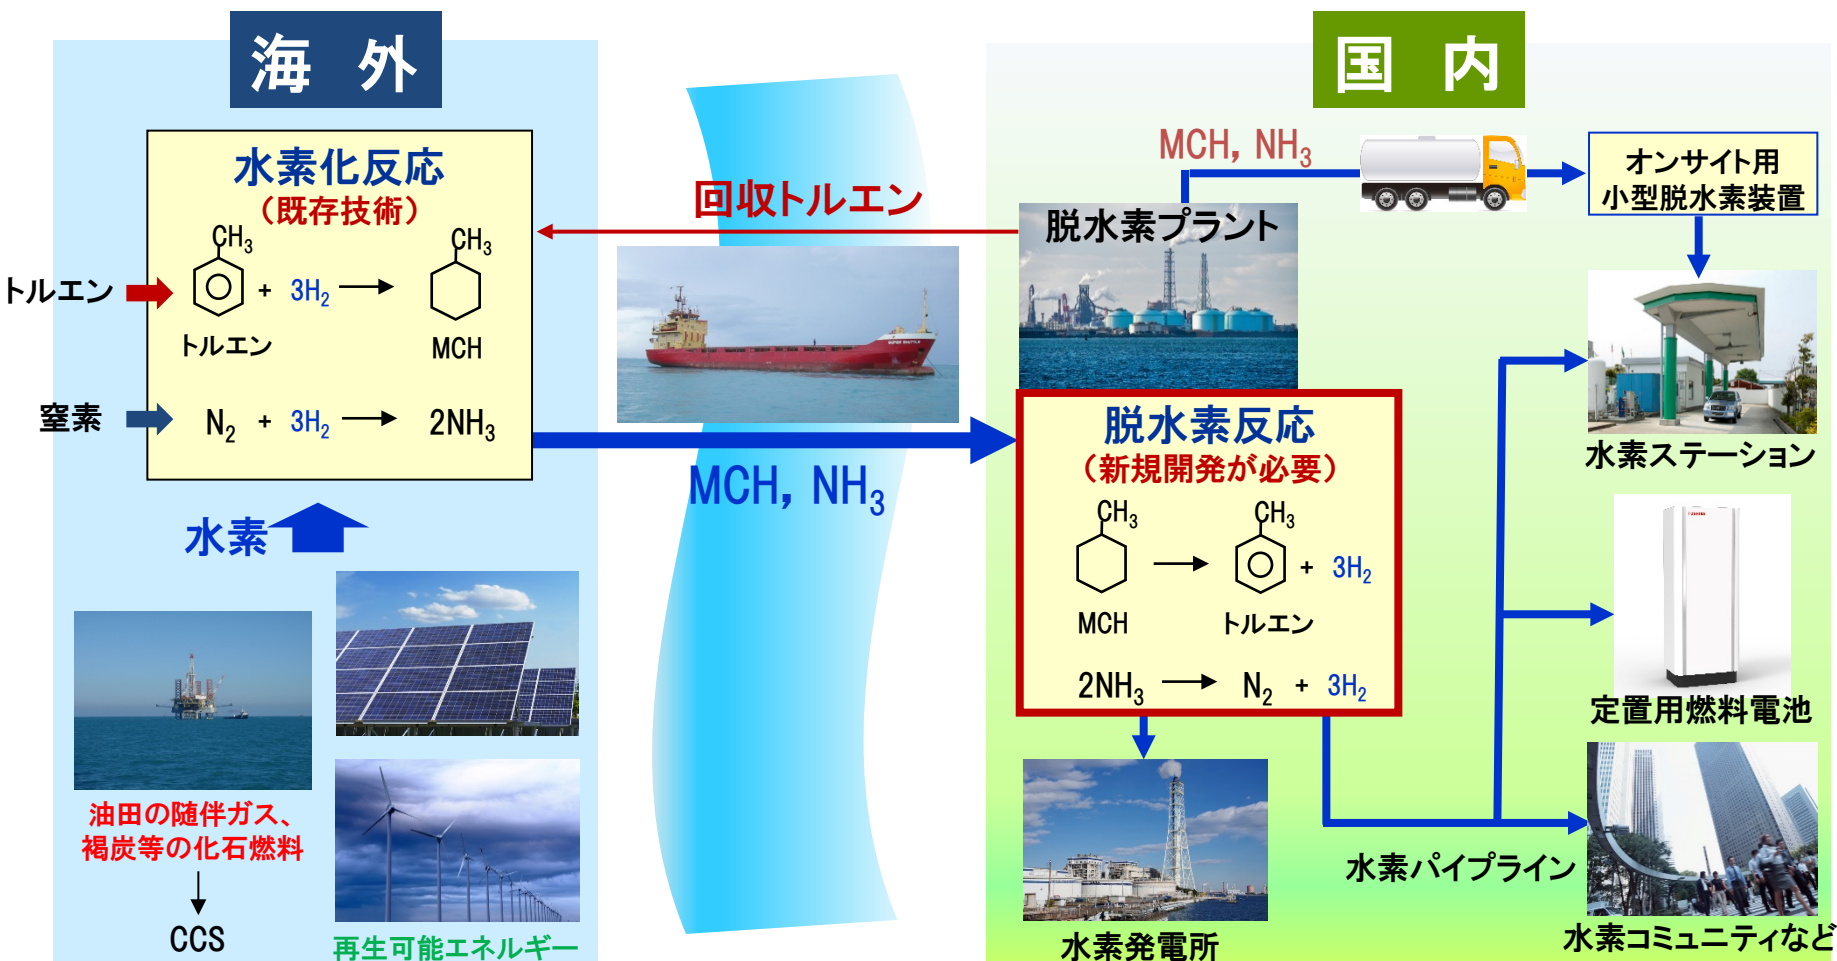 海 外
水素化反応
（既存技術）
CH3
CH3
トルエン
+ 3H2
トルエン
MCH
窒素
N2 + 3H2
2NH3
水素
油田の随伴ガス、
褐炭等の化石燃料
CCS
再生可能エネルギー
回収トルエン
MCH, NH3
国 内
MCH, NH3
オンサイト用
小型脱水素装置
脱水素プラント
脱水素反応
（新規開発が必要）
CH3
CH3
+ 3H2
MCH
トルエン
2NH3
N2 + 3H2
水素ステーション
定置用燃料電池
水素パイプライン
水素発電所
水素コミュニティなど